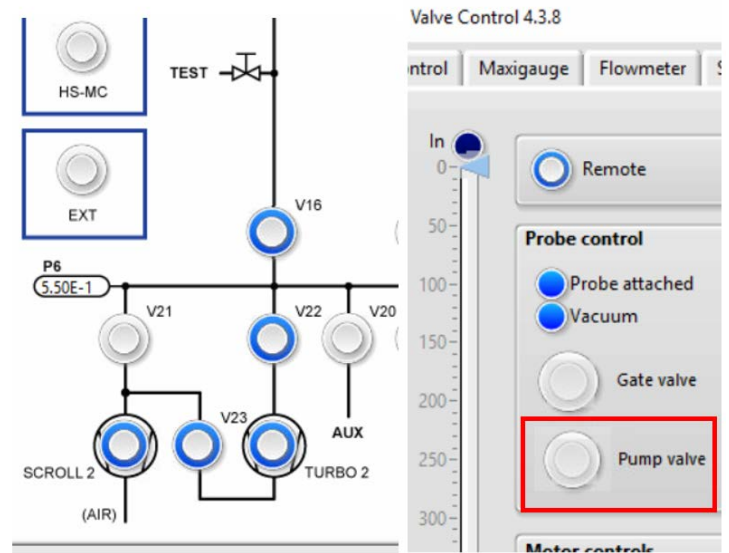 HS-MC
TEST
EXT
V16
P6
5.50E-1
V21
V22
V20
V23
AUX
SCROLL 2
TURBO 2
(AIR)
Valve Control 4.3.8
ntrol
Maxigauge
Flowmeter
In
0
50
100
150
200
250
300
Remote
Probe control
Probe attached
Vacuum
Gate valve
Pump valve
Motor controls